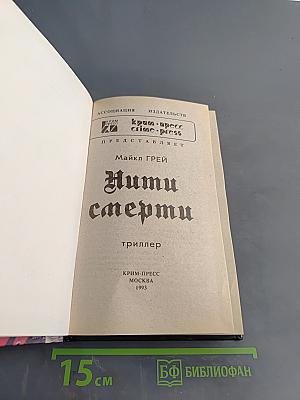 АССОЦИАЦИЯ ИЗДАТЕЛЬСТВ
крим·пресс
crime·press
ПРЕДСТАВЛЯЕТ
Майкл ГРЕЙ
Нити
смерти
триллер
КРИМ-ПРЕСС
МОСКВА
1993
15 см
БФ БИБЛИОФАН